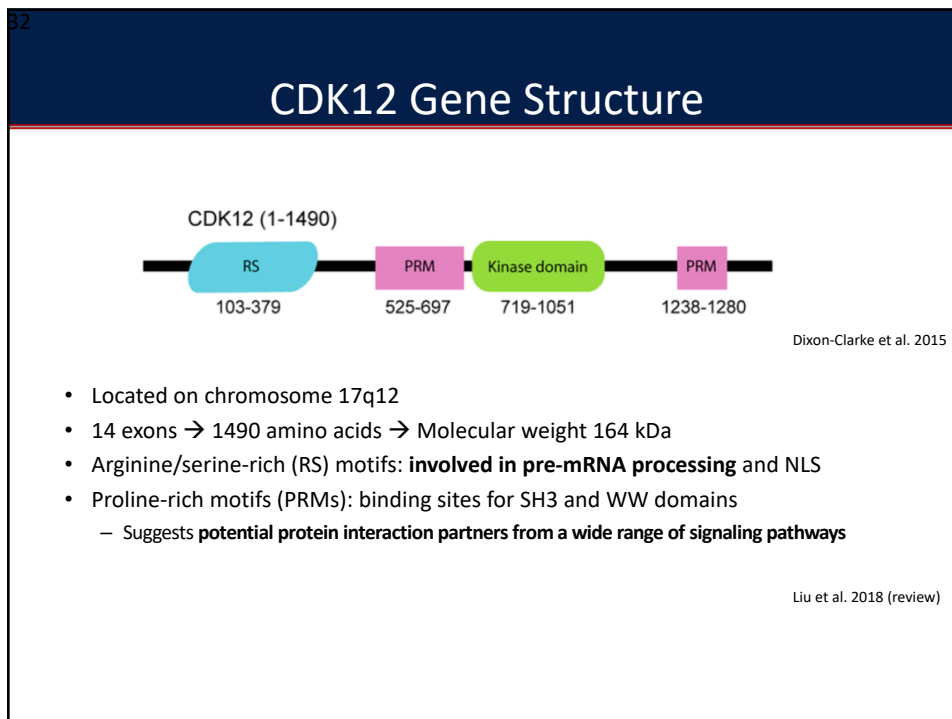 32
CDK12 Gene Structure
CDK12 (1-1490)
RS PRM Kinase domain PRM
103-379 525-697 719-1051 1238-1280
Dixon-Clarke et al. 2015
• Located on chromosome 17q12
• 14 exons → 1490 amino acids → Molecular weight 164 kDa
• Arginine/serine-rich (RS) motifs: involved in pre-mRNA processing and NLS
• Proline-rich motifs (PRMs): binding sites for SH3 and WW domains
– Suggests potential protein interaction partners from a wide range of signaling pathways
Liu et al. 2018 (review)